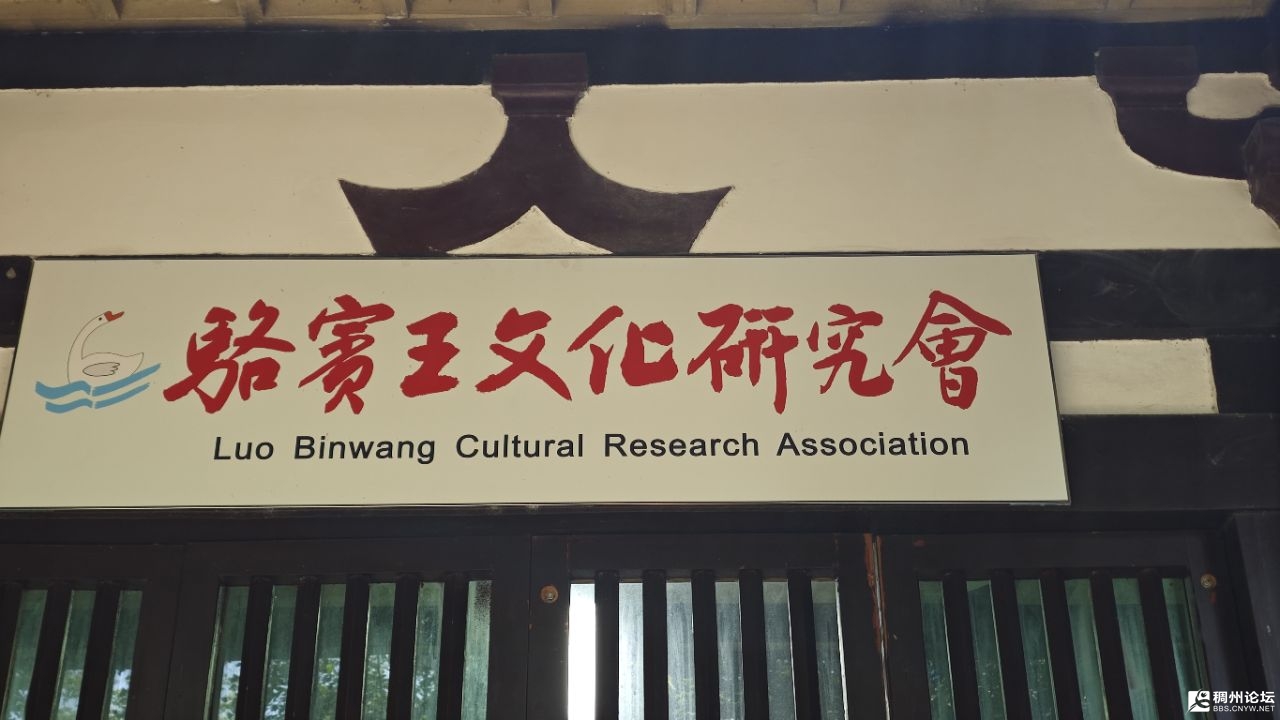 駱賓王文化研究會
Luo Binwang Cultural Research Association
稠州论坛
BBS.CNYW.NET